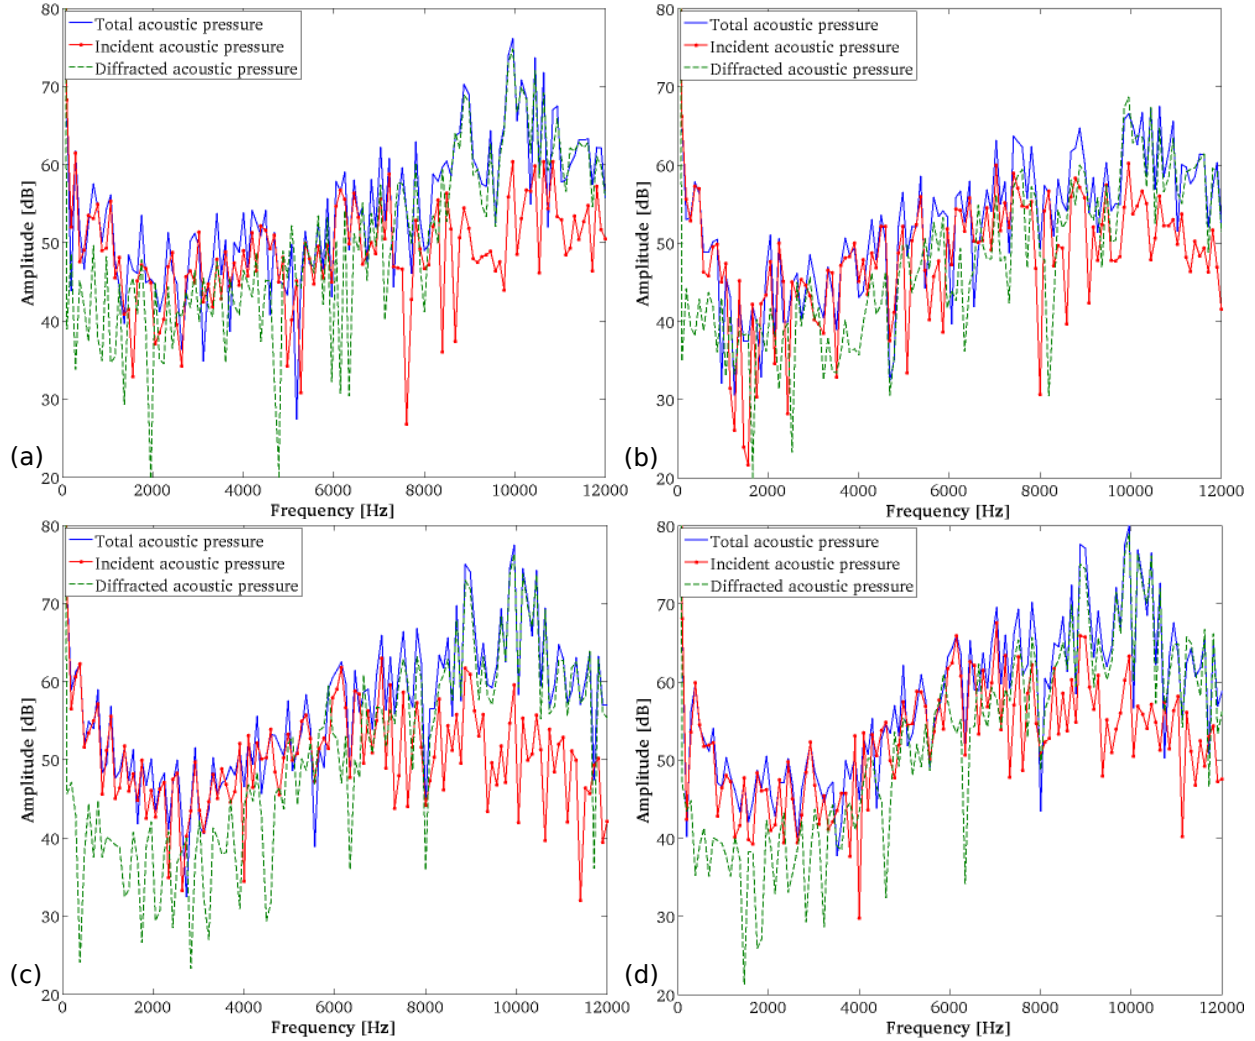 80
70
60
50
40
30
20
Amplitude [dB]
Total acoustic pressure
Incident acoustic pressure
Diffracted acoustic pressure
(a)
0 2000 4000 6000 8000 10000 12000
Frequency [Hz]
80
70
60
50
40
30
20
Amplitude [dB]
Total acoustic pressure
Incident acoustic pressure
Diffracted acoustic pressure
(b)
0 2000 4000 6000 8000 10000 12000
Frequency [Hz]
80
70
60
50
40
30
20
Amplitude [dB]
Total acoustic pressure
Incident acoustic pressure
Diffracted acoustic pressure
(c)
0 2000 4000 6000 8000 10000 12000
Frequency [Hz]
80
70
60
50
40
30
20
Amplitude [dB]
Total acoustic pressure
Incident acoustic pressure
Diffracted acoustic pressure
(d)
0 2000 4000 6000 8000 10000 12000
Frequency [Hz]